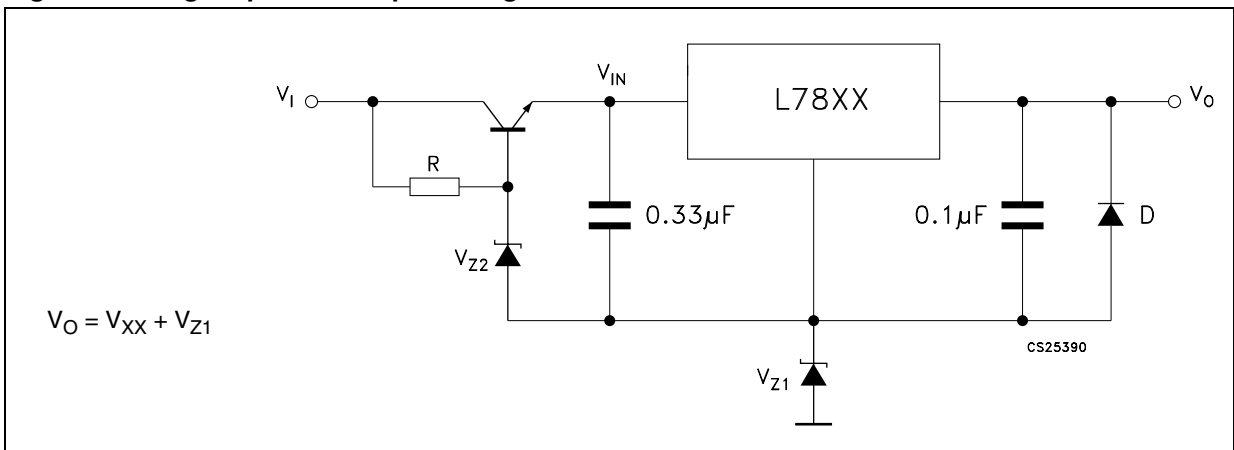 V_IN
V_I
L78XX
V_O
R
0.33µF
0.1µF
D
V_Z2
V_O = V_XX + V_Z1
CS25390
V_Z1